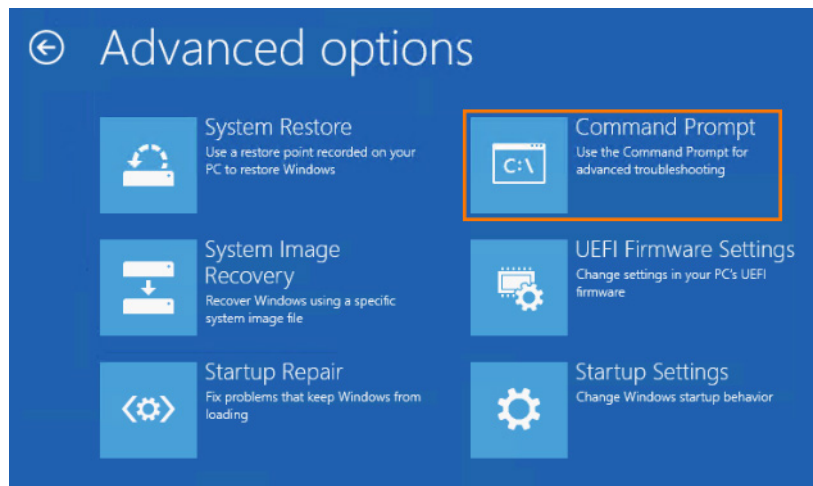 Advanced options
System Restore
Use a restore point recorded on your
PC to restore Windows
C:\
Command Prompt
Use the Command Prompt for
advanced troubleshooting
System Image
Recovery
Recover Windows using a specific
system image file
UEFI Firmware Settings
Change settings in your PC's UEFI
firmware
Startup Repair
Fix problems that keep Windows from
loading
Startup Settings
Change Windows startup behavior